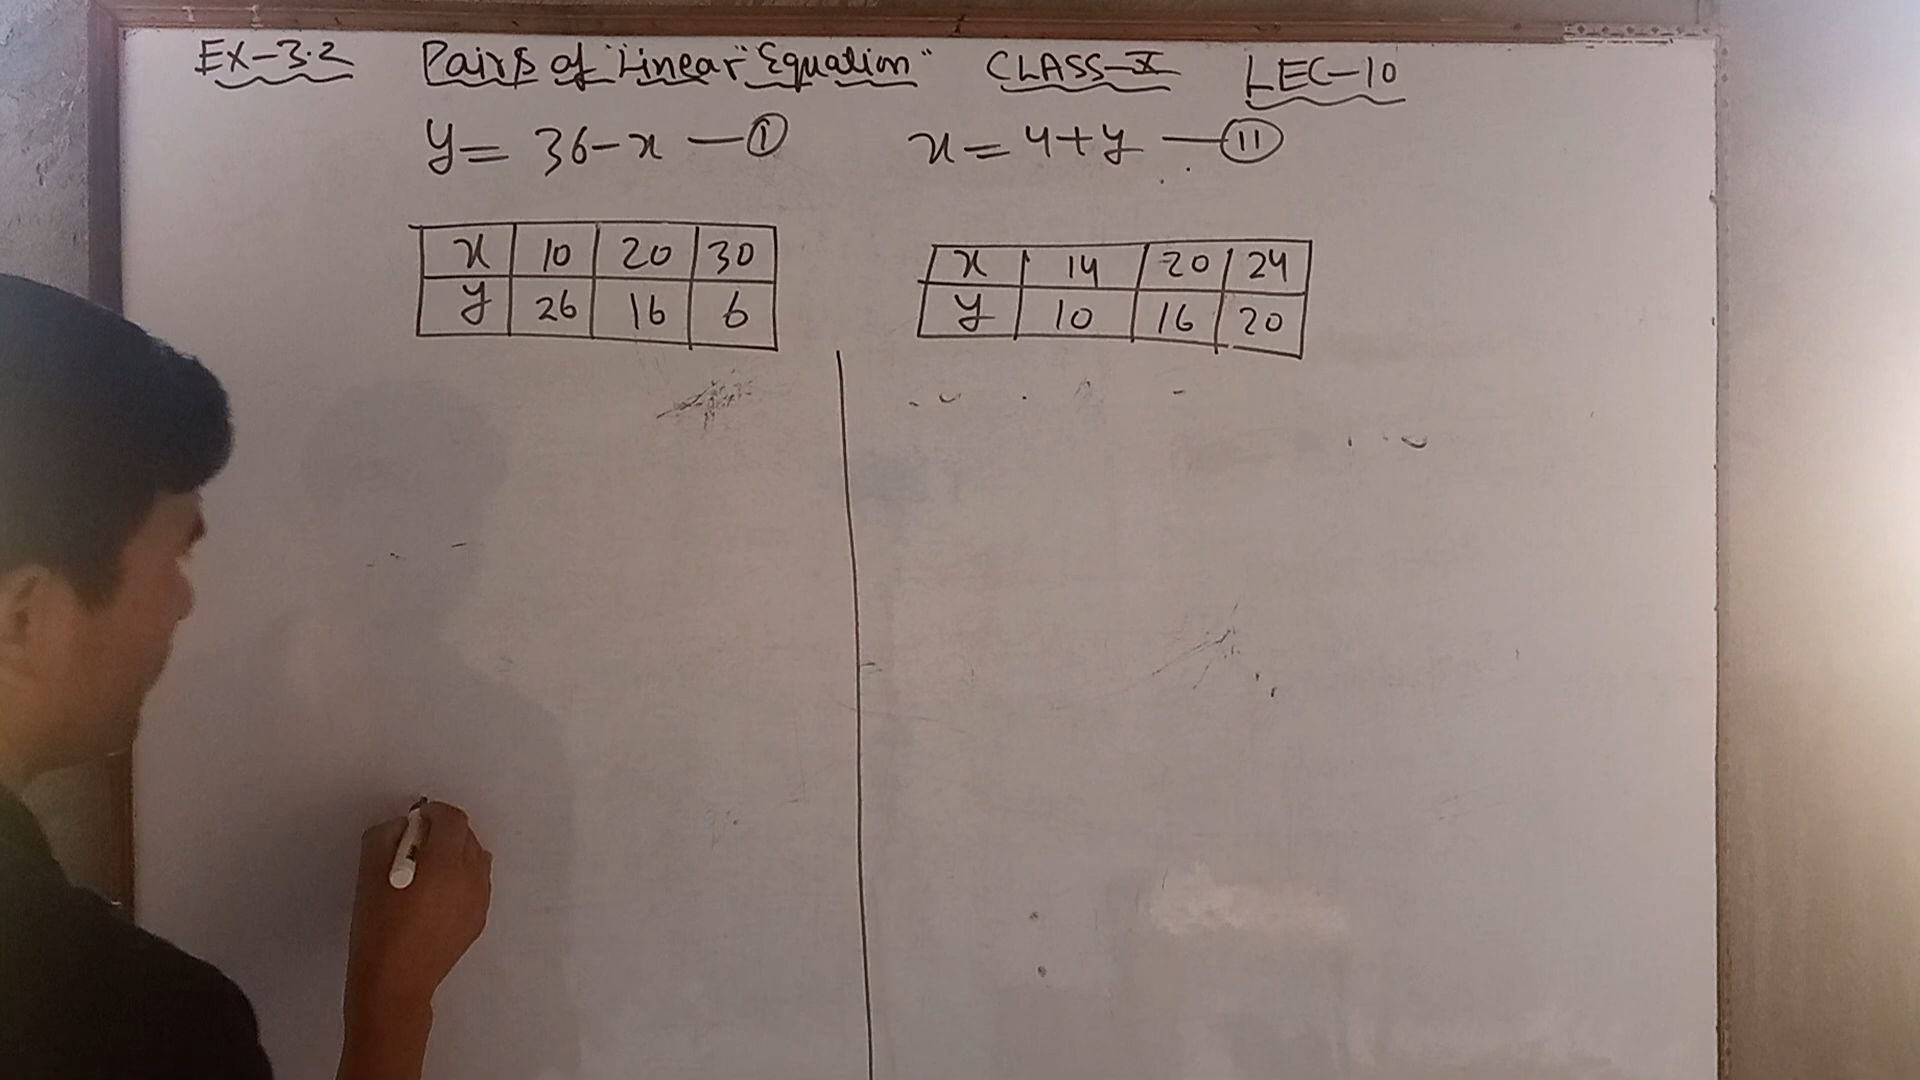 EX-3.2 Pairs of "Linear" Equation" CLASS-X LEC-10
y = 36-x —① x = 4+y —⑪
x 10 20 30
y 26 16 6
x 14 20 24
y 10 16 20